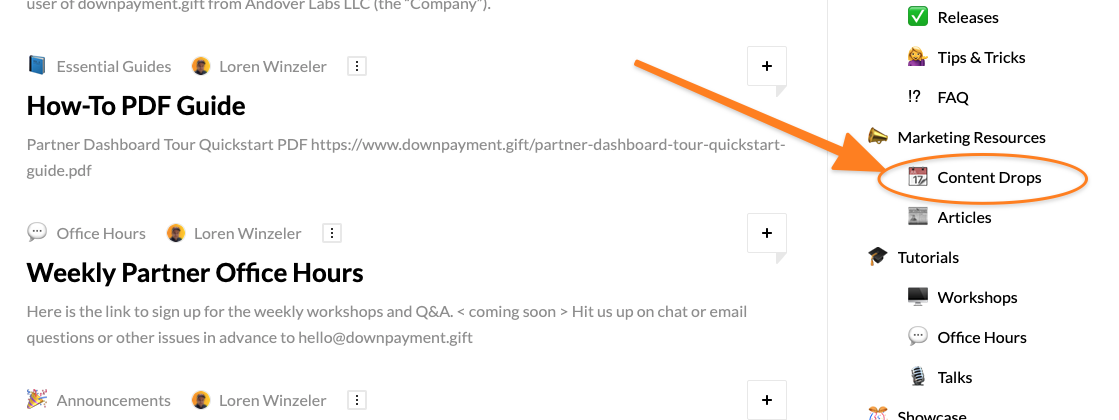 user of downpayment.gift from Andover Labs LLC (the “Company”).
Essential Guides Loren Winzeler
+
How-To PDF Guide
Partner Dashboard Tour Quickstart PDF https://www.downpayment.gift/partner-dashboard-tour-quickstart-
guide.pdf
Office Hours Loren Winzeler
+
Weekly Partner Office Hours
Here is the link to sign up for the weekly workshops and Q&A. < coming soon > Hit us up on chat or email
questions or other issues in advance to hello@downpayment.gift
Announcements Loren Winzeler
+
Releases
Tips & Tricks
!? FAQ
Marketing Resources
17 Content Drops
Articles
Tutorials
Workshops
Office Hours
Talks
Showcase